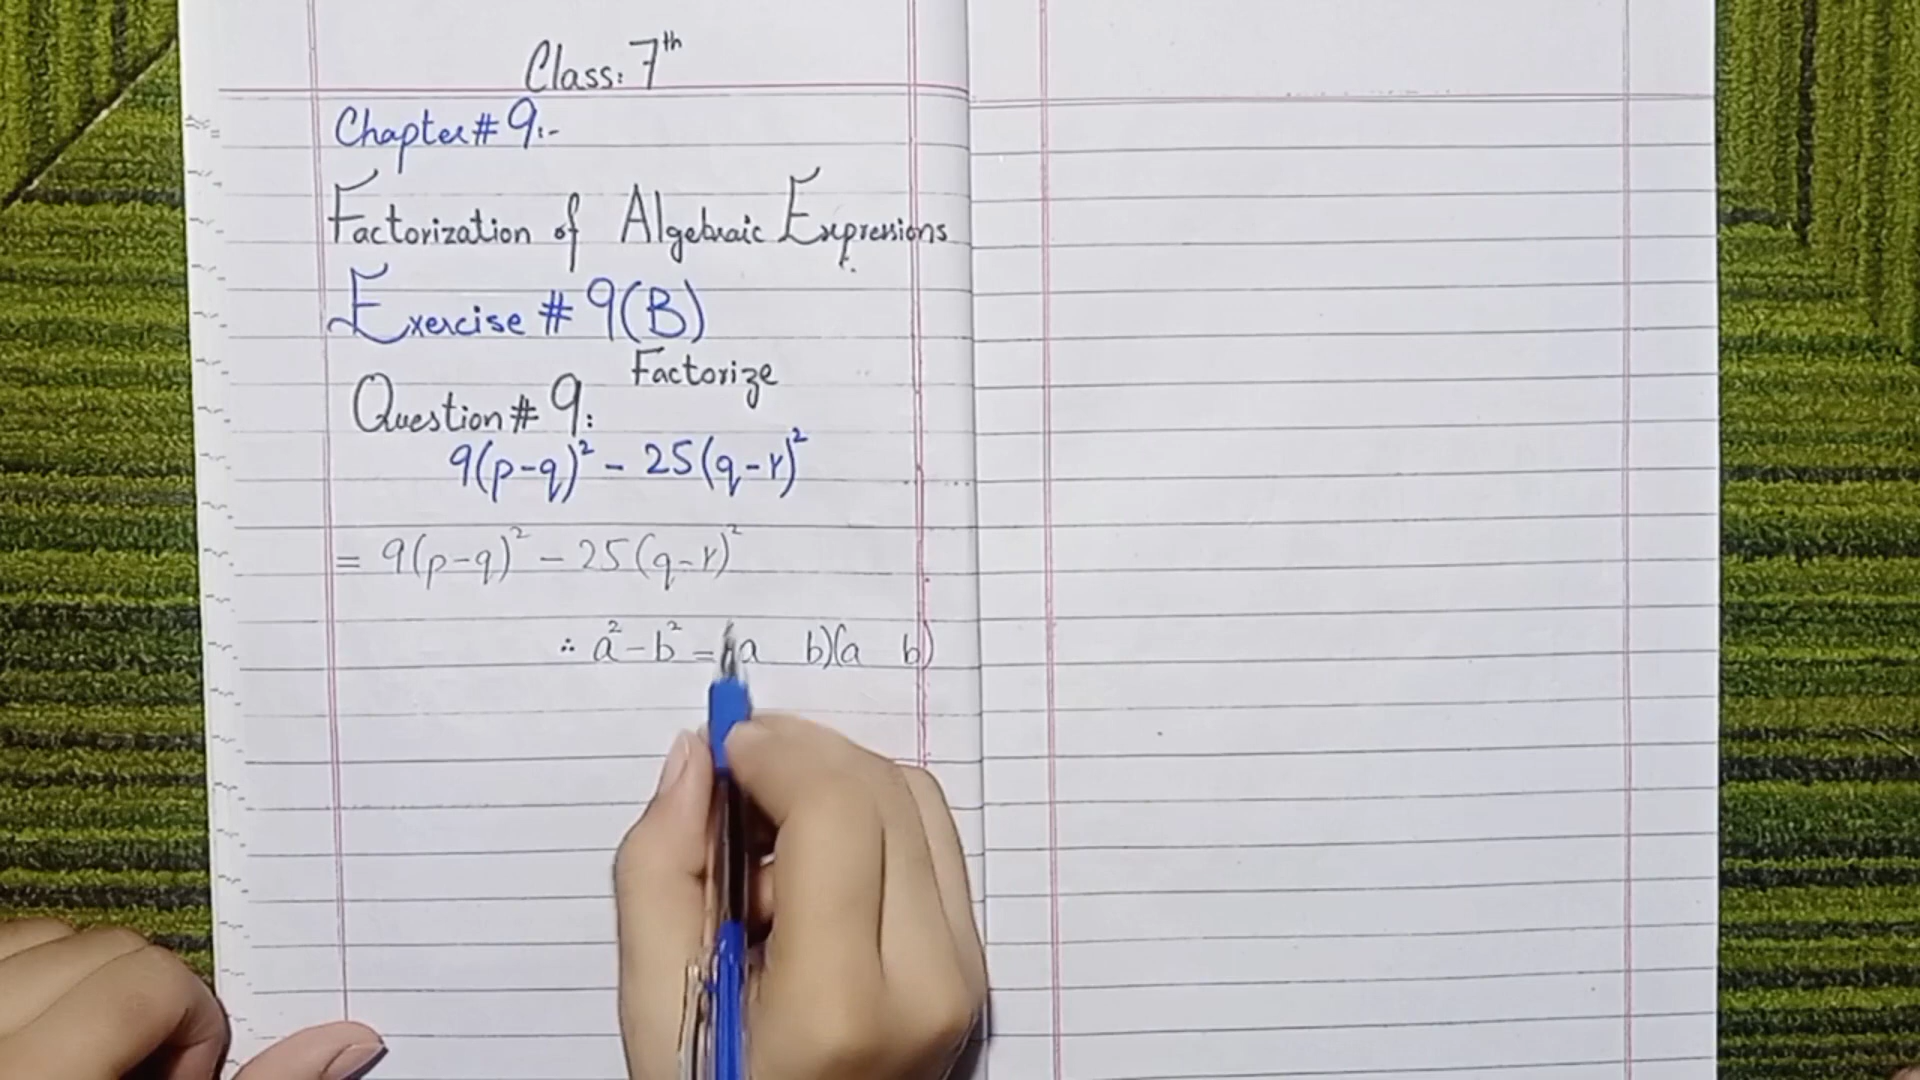 Class: 7th
Chapter # 9:-
Factorization of Algebraic Expressions
Exercise # 9(B)
Factorize
Question # 9:
9(p-q)² - 25(q-r)²
= 9(p-q)² - 25(q-r)²
∴ a² - b² = (a b)(a b)